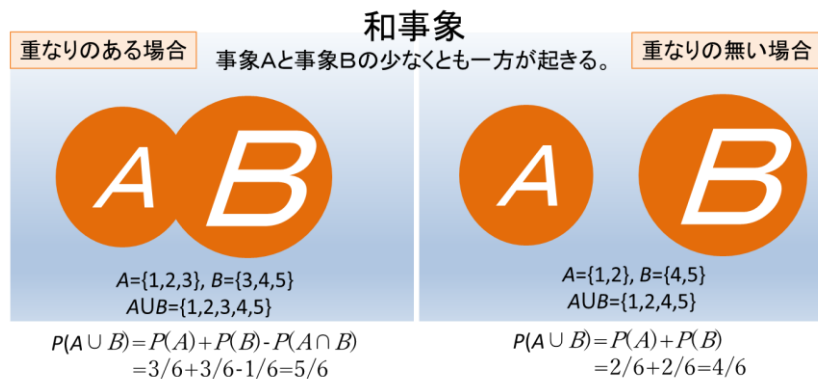 和事象
事象Aと事象Bの少なくとも一方が起きる。
重なりのある場合
A
B
A={1,2,3}, B={3,4,5}
A∪B={1,2,3,4,5}
P(A∪B)=P(A)+P(B)-P(A∩B)
=3/6+3/6-1/6=5/6
重なりの無い場合
A
B
A={1,2}, B={4,5}
A∪B={1,2,4,5}
P(A∪B)=P(A)+P(B)
=2/6+2/6=4/6